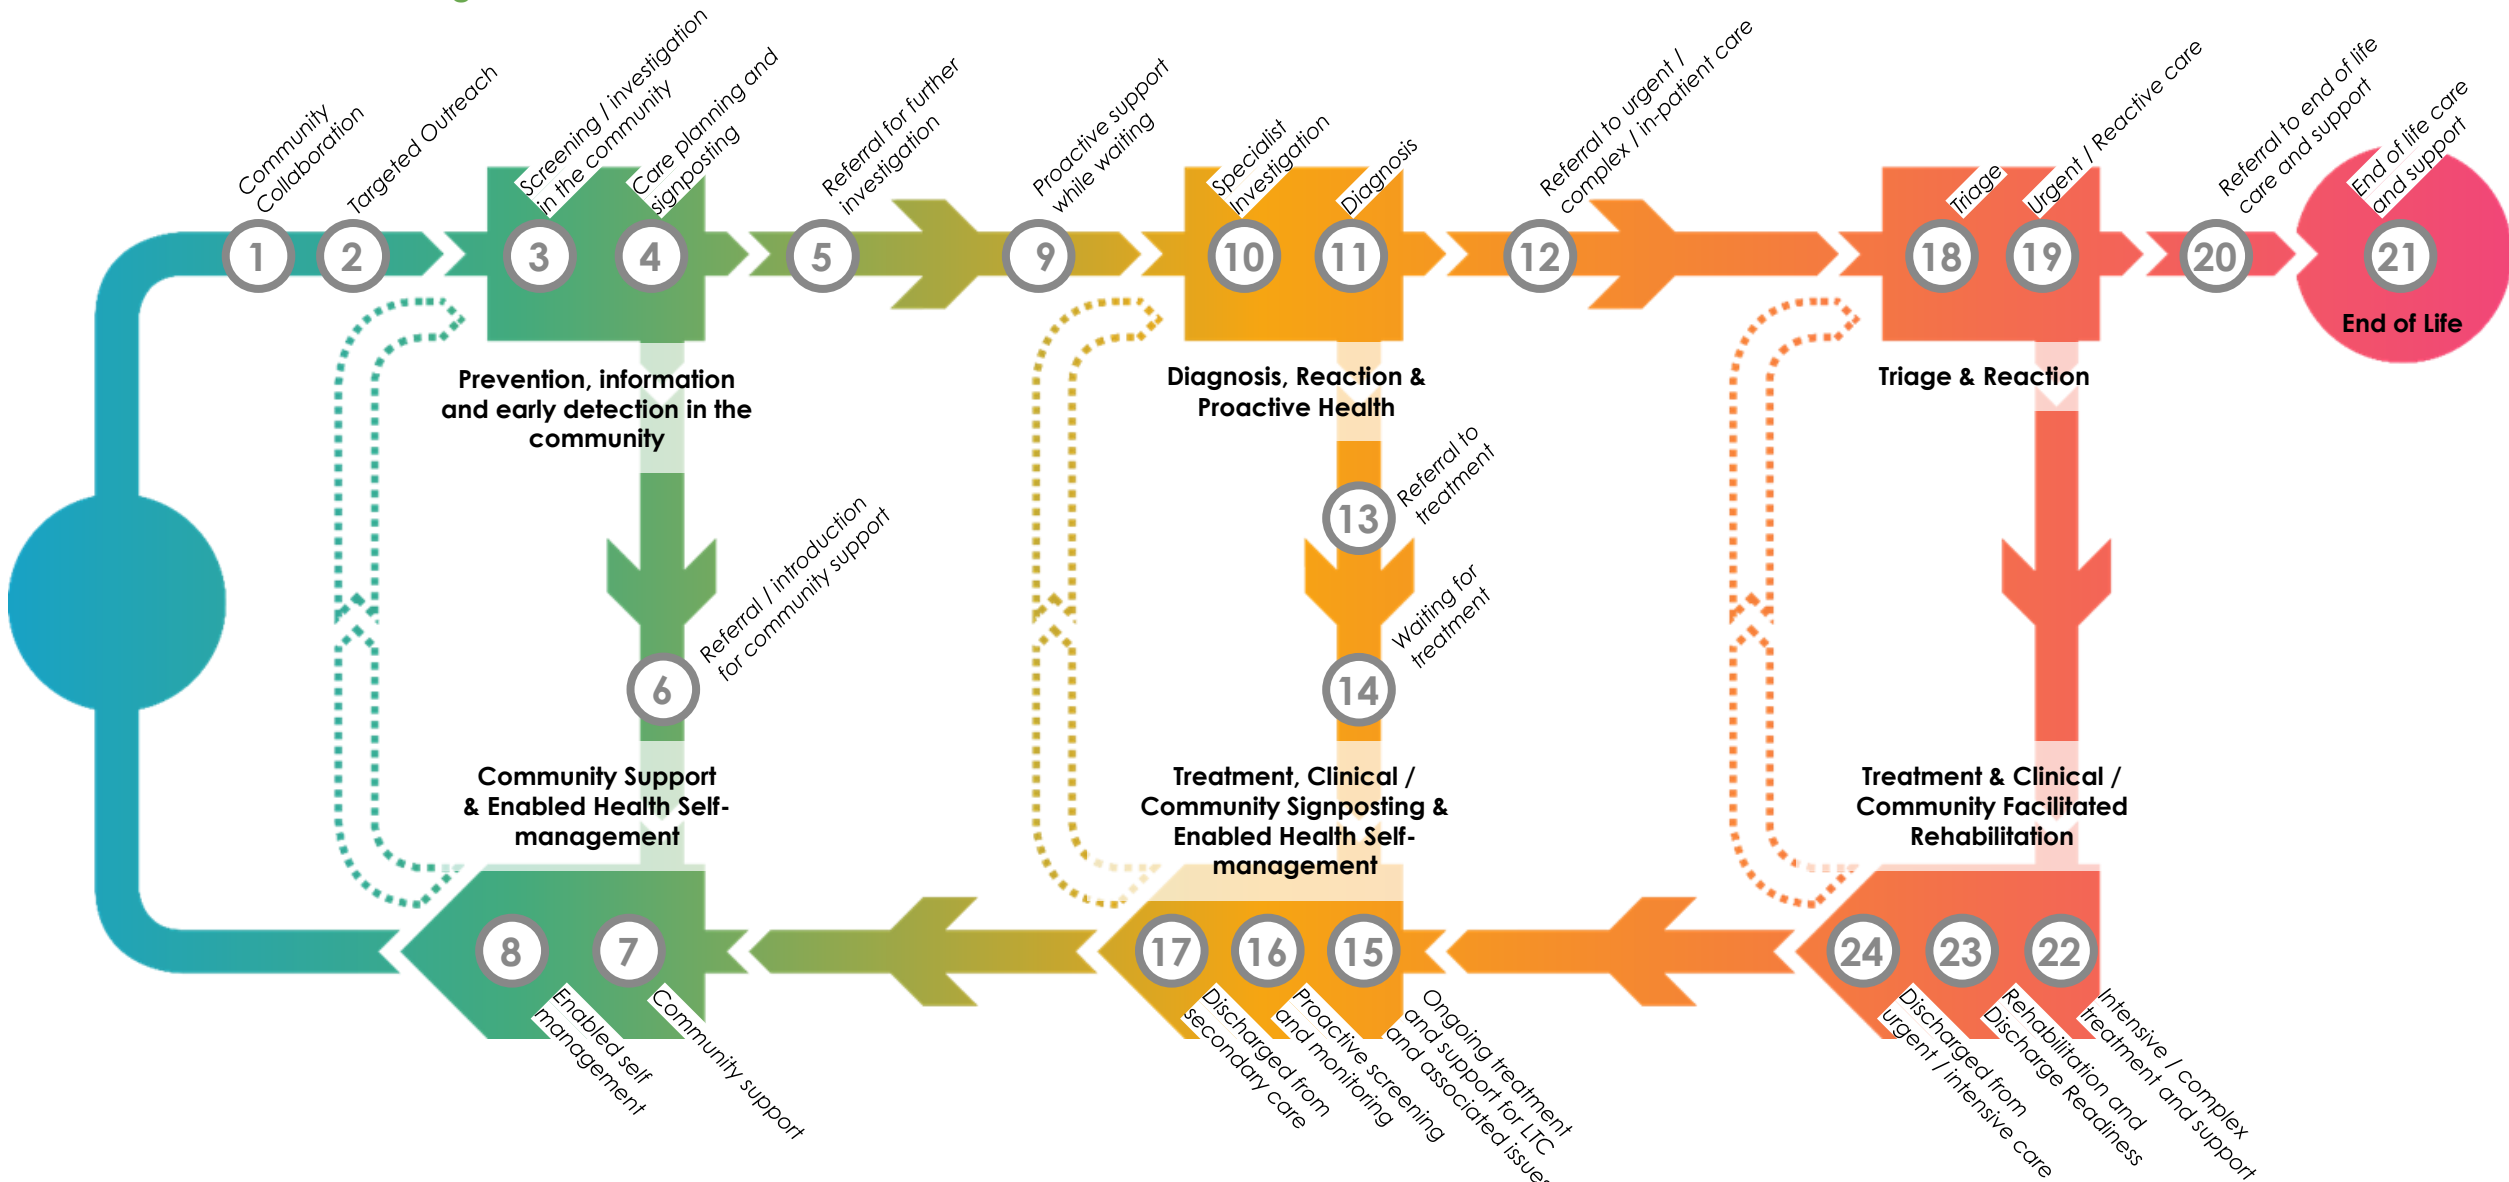 Community
Collaboration
Targeted Outreach
Screening / investigation
in the community
Care planning and
signposting
Referral for further
investigation
Proactive support
while waiting
Specialist
Investigation
Diagnosis
Referral to urgent /
complex / in-patient care
Triage
Urgent / Reactive care
Referral to end of life
care and support
End of life care
and support
1
2
3
4
5
9
10
11
12
18
19
20
21
End of Life
Prevention, information
and early detection in the
community
Diagnosis, Reaction &
Proactive Health
Triage & Reaction
13
Referral to
treatment
6
Referral / introduction
for community support
14
Waiting for
treatment
Community Support
& Enabled Health Self-
management
Treatment, Clinical /
Community Signposting &
Enabled Health Self-
management
Treatment & Clinical /
Community Facilitated
Rehabilitation
8
7
17
16
15
24
23
22
Enabled self
management
Community support
Discharged from
secondary care
Proactive screening
and monitoring
Ongoing treatment
and support for LTC
and associated issues
Discharged from
urgent / intensive care
Rehabilitation and
Discharge Readiness
Intensive / complex
treatment and support